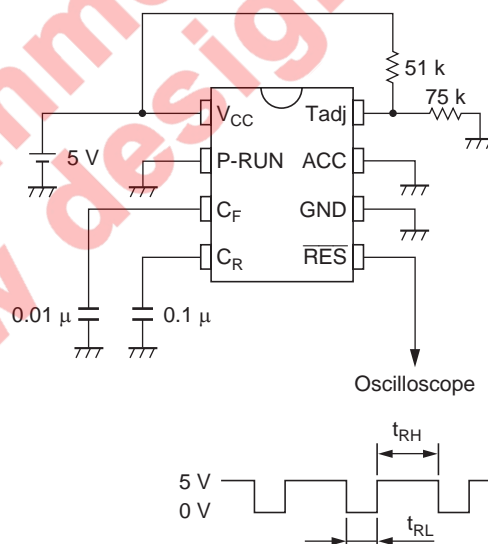 51 k
75 k
V_CC Tadj
5 V
P-RUN ACC
C_F GND
C_R R̅E̅S̅
0.01 μ 0.1 μ
Oscilloscope
t_RH
5 V
0 V
t_RL